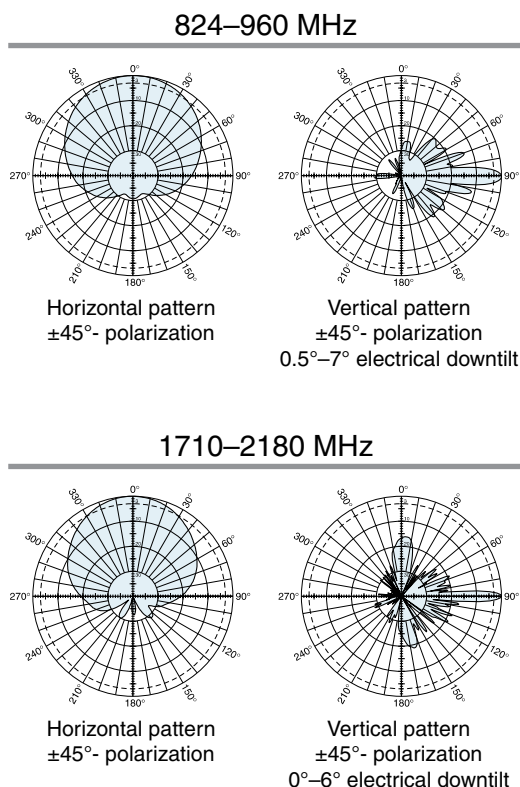 824–960 MHz
0°
330° 30°
300° 60°
270° 90°
240° 120°
210° 150°
180°
Horizontal pattern
±45°- polarization
0°
330° 30°
300° 60°
270° 90°
240° 120°
210° 150°
180°
Vertical pattern
±45°- polarization
0.5°–7° electrical downtilt
1710–2180 MHz
0°
330° 30°
300° 60°
270° 90°
240° 120°
210° 150°
180°
Horizontal pattern
±45°- polarization
0°
330° 30°
300° 60°
270° 90°
240° 120°
210° 150°
180°
Vertical pattern
±45°- polarization
0°–6° electrical downtilt